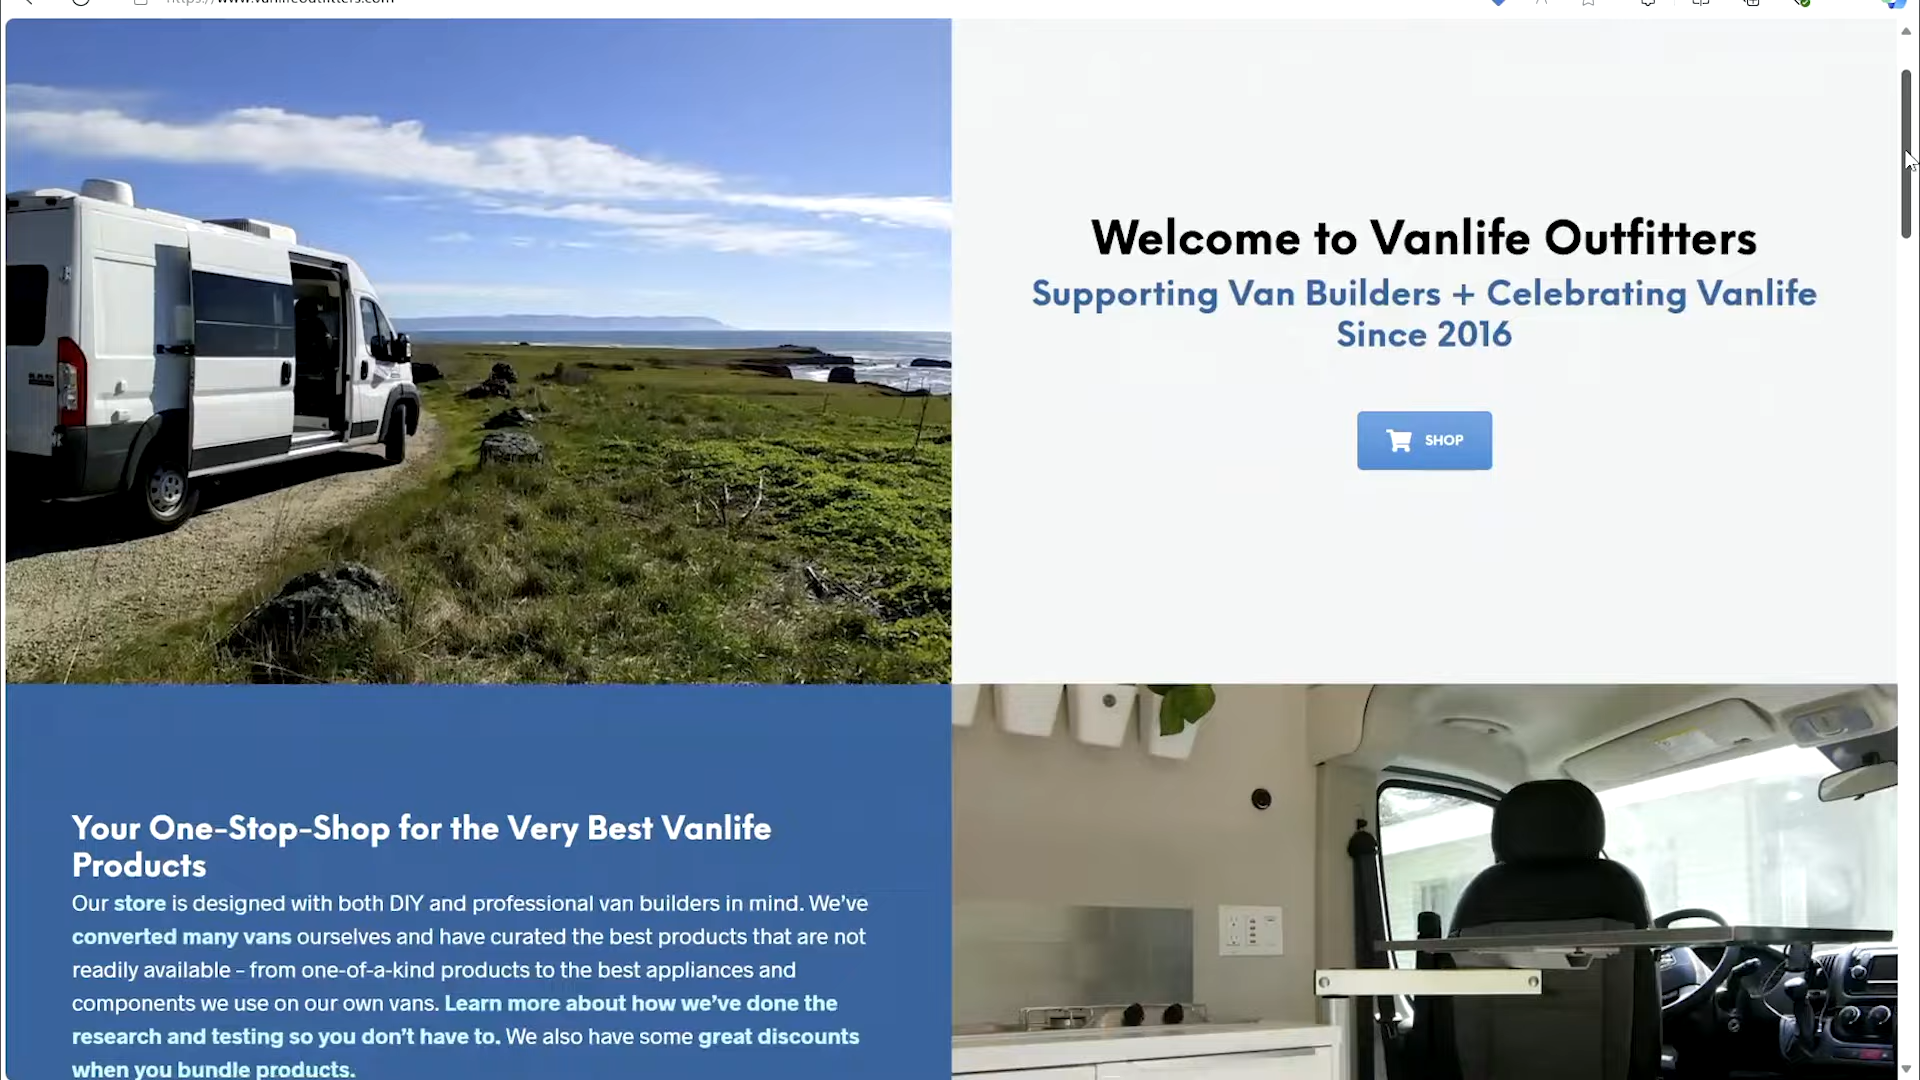 https://www.vanlifeoutfitters.com
Welcome to Vanlife Outfitters
Supporting Van Builders + Celebrating Vanlife
Since 2016
SHOP
Your One-Stop-Shop for the Very Best Vanlife
Products
Our store is designed with both DIY and professional van builders in mind. We’ve
converted many vans ourselves and have curated the best products that are not
readily available – from one-of-a-kind products to the best appliances and
components we use on our own vans. Learn more about how we’ve done the
research and testing so you don’t have to. We also have some great discounts
when you bundle products.